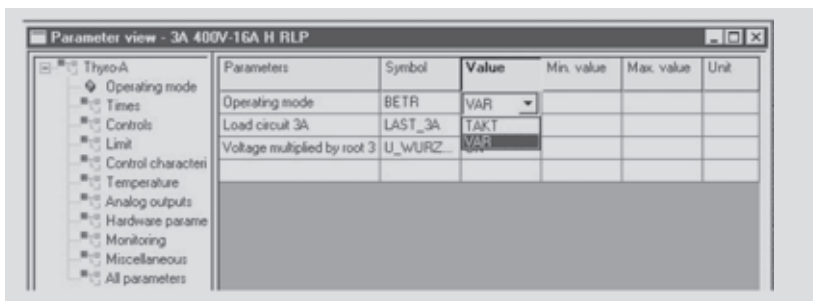 Parameter view - 3A 400V-16A H RLP
Thyro-A
Operating mode
Times
Controls
Limit
Control characteri
Temperature
Analog outputs
Hardware parame
Monitoring
Miscellaneous
All parameters
Parameters Symbol Value Min. value Max. value Unit
Operating mode BETR VAR
Load circuit 3A LAST_3A TAKT
VAR
Voltage multiplied by root 3 U_WURZ...